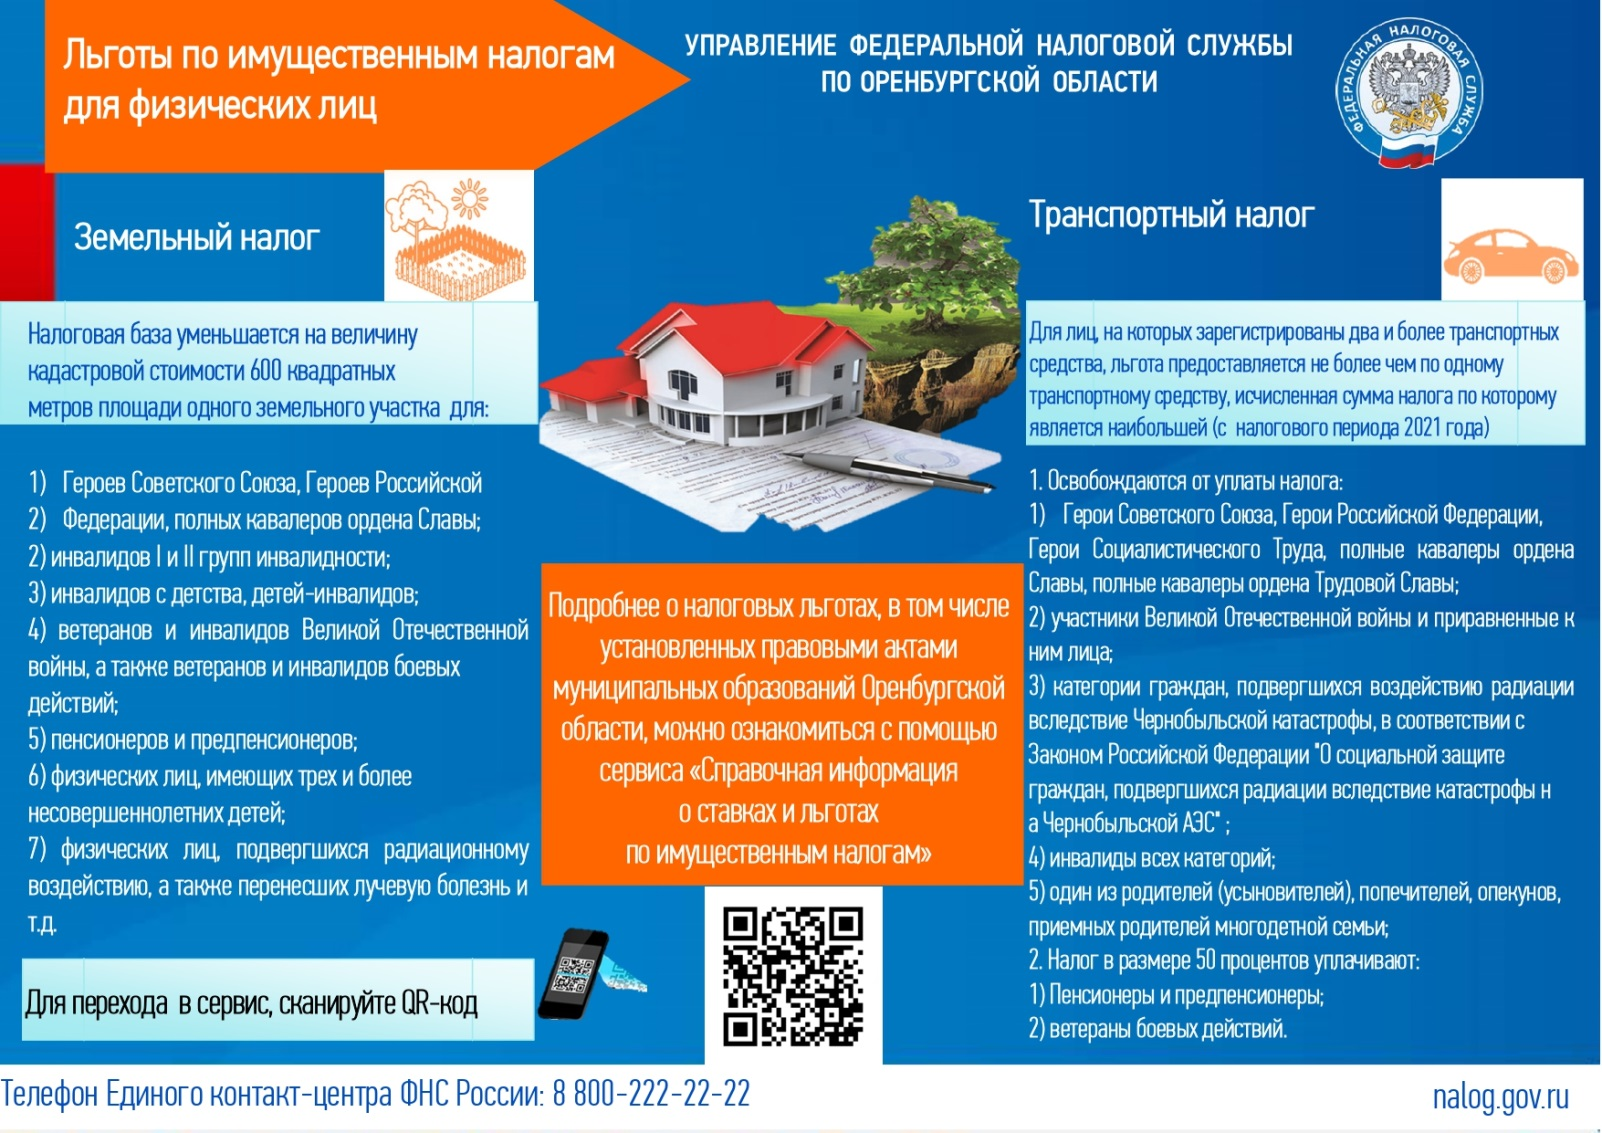 Льготы по имущественным налогам
для физических лиц
УПРАВЛЕНИЕ ФЕДЕРАЛЬНОЙ НАЛОГОВОЙ СЛУЖБЫ
ПО ОРЕНБУРГСКОЙ ОБЛАСТИ
ФЕДЕРАЛЬНАЯ НАЛОГОВАЯ СЛУЖБА
Земельный налог
Налоговая база уменьшается на величину
кадастровой стоимости 600 квадратных
метров площади одного земельного участка для:
1) Героев Советского Союза, Героев Российской
2) Федерации, полных кавалеров ордена Славы;
2) инвалидов I и II групп инвалидности;
3) инвалидов с детства, детей-инвалидов;
4) ветеранов и инвалидов Великой Отечественной
войны, а также ветеранов и инвалидов боевых
действий;
5) пенсионеров и предпенсионеров;
6) физических лиц, имеющих трех и более
несовершеннолетних детей;
7) физических лиц, подвергшихся радиационному
воздействию, а также перенесших лучевую болезнь и
т.д.
Для перехода в сервис, сканируйте QR-код
Подробнее о налоговых льготах, в том числе
установленных правовыми актами
муниципальных образований Оренбургской
области, можно ознакомиться с помощью
сервиса «Справочная информация
о ставках и льготах
по имущественным налогам»
Транспортный налог
Для лиц, на которых зарегистрированы два и более транспортных
средства, льгота предоставляется не более чем по одному
транспортному средству, исчисленная сумма налога по которому
является наибольшей (с налогового периода 2021 года)
1. Освобождаются от уплаты налога:
1) Герои Советского Союза, Герои Российской Федерации,
Герои Социалистического Труда, полные кавалеры ордена
Славы, полные кавалеры ордена Трудовой Славы;
2) участники Великой Отечественной войны и приравненные к
ним лица;
3) категории граждан, подвергшихся воздействию радиации
вследствие Чернобыльской катастрофы, в соответствии с
Законом Российской Федерации "О социальной защите
граждан, подвергшихся радиации вследствие катастрофы н
а Чернобыльской АЭС" ;
4) инвалиды всех категорий;
5) один из родителей (усыновителей), попечителей, опекунов,
приемных родителей многодетной семьи;
2. Налог в размере 50 процентов уплачивают:
1) Пенсионеры и предпенсионеры;
2) ветераны боевых действий.
Телефон Единого контакт-центра ФНС России: 8 800-222-22-22
nalog.gov.ru